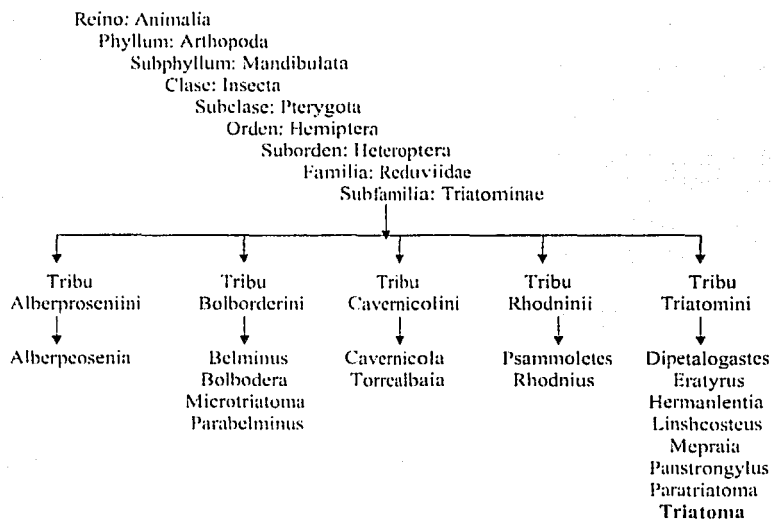 Reino: Animalia
Phyllum: Arthopoda
Subphyllum: Mandibulata
Clase: Insecta
Subclase: Pterygota
Orden: Hemiptera
Suborden: Heteroptera
Familia: Reduviidae
Subfamilia: Triatominae
Tribu
Alberproseniini
Alberpeosenia
Tribu
Bolborderini
Belminus
Bolbodera
Microtriatoma
Parabelminus
Tribu
Cavernicolini
Cavernicola
Torrealbaia
Tribu
Rhodninii
Psammoletes
Rhodnius
Tribu
Triatomini
Dipetalogastes
Eratyrus
Hermanlentia
Linshcosteus
Mepraia
Panstrongylus
Paratriatoma
Triatoma